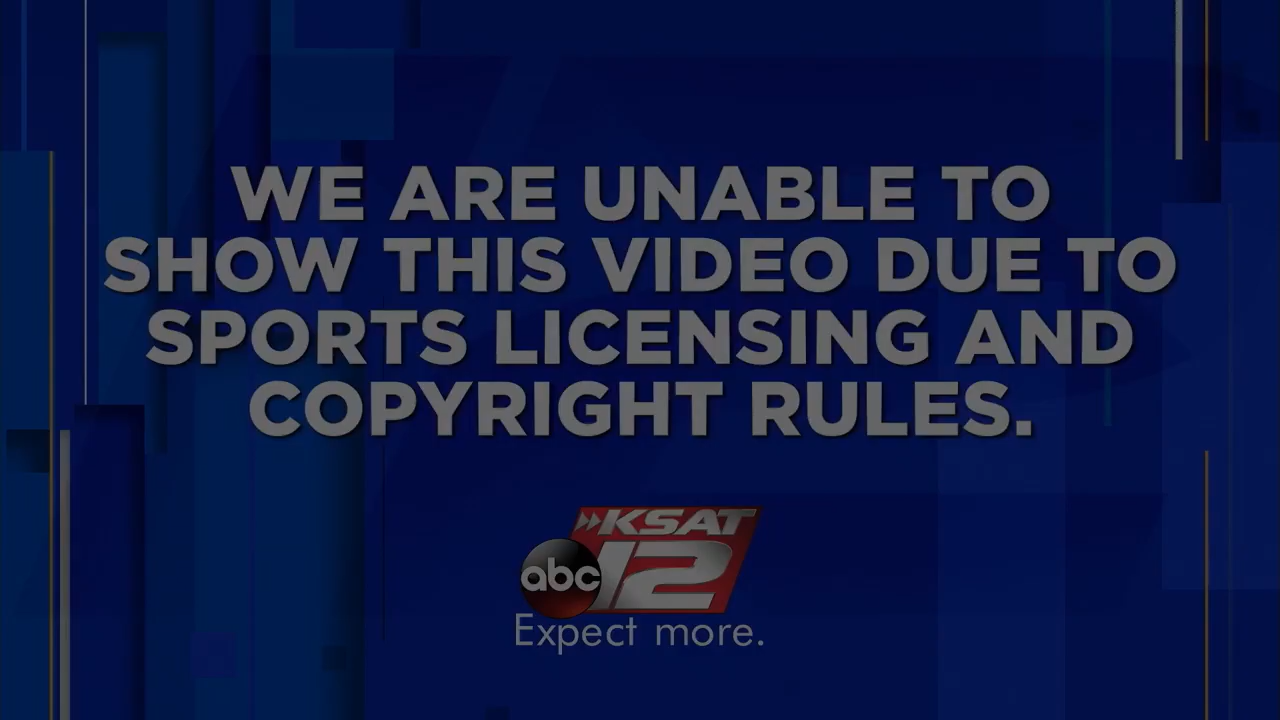 WE ARE UNABLE TO
SHOW THIS VIDEO DUE TO
SPORTS LICENSING AND
COPYRIGHT RULES.
KSAT
abc 12
Expect more.